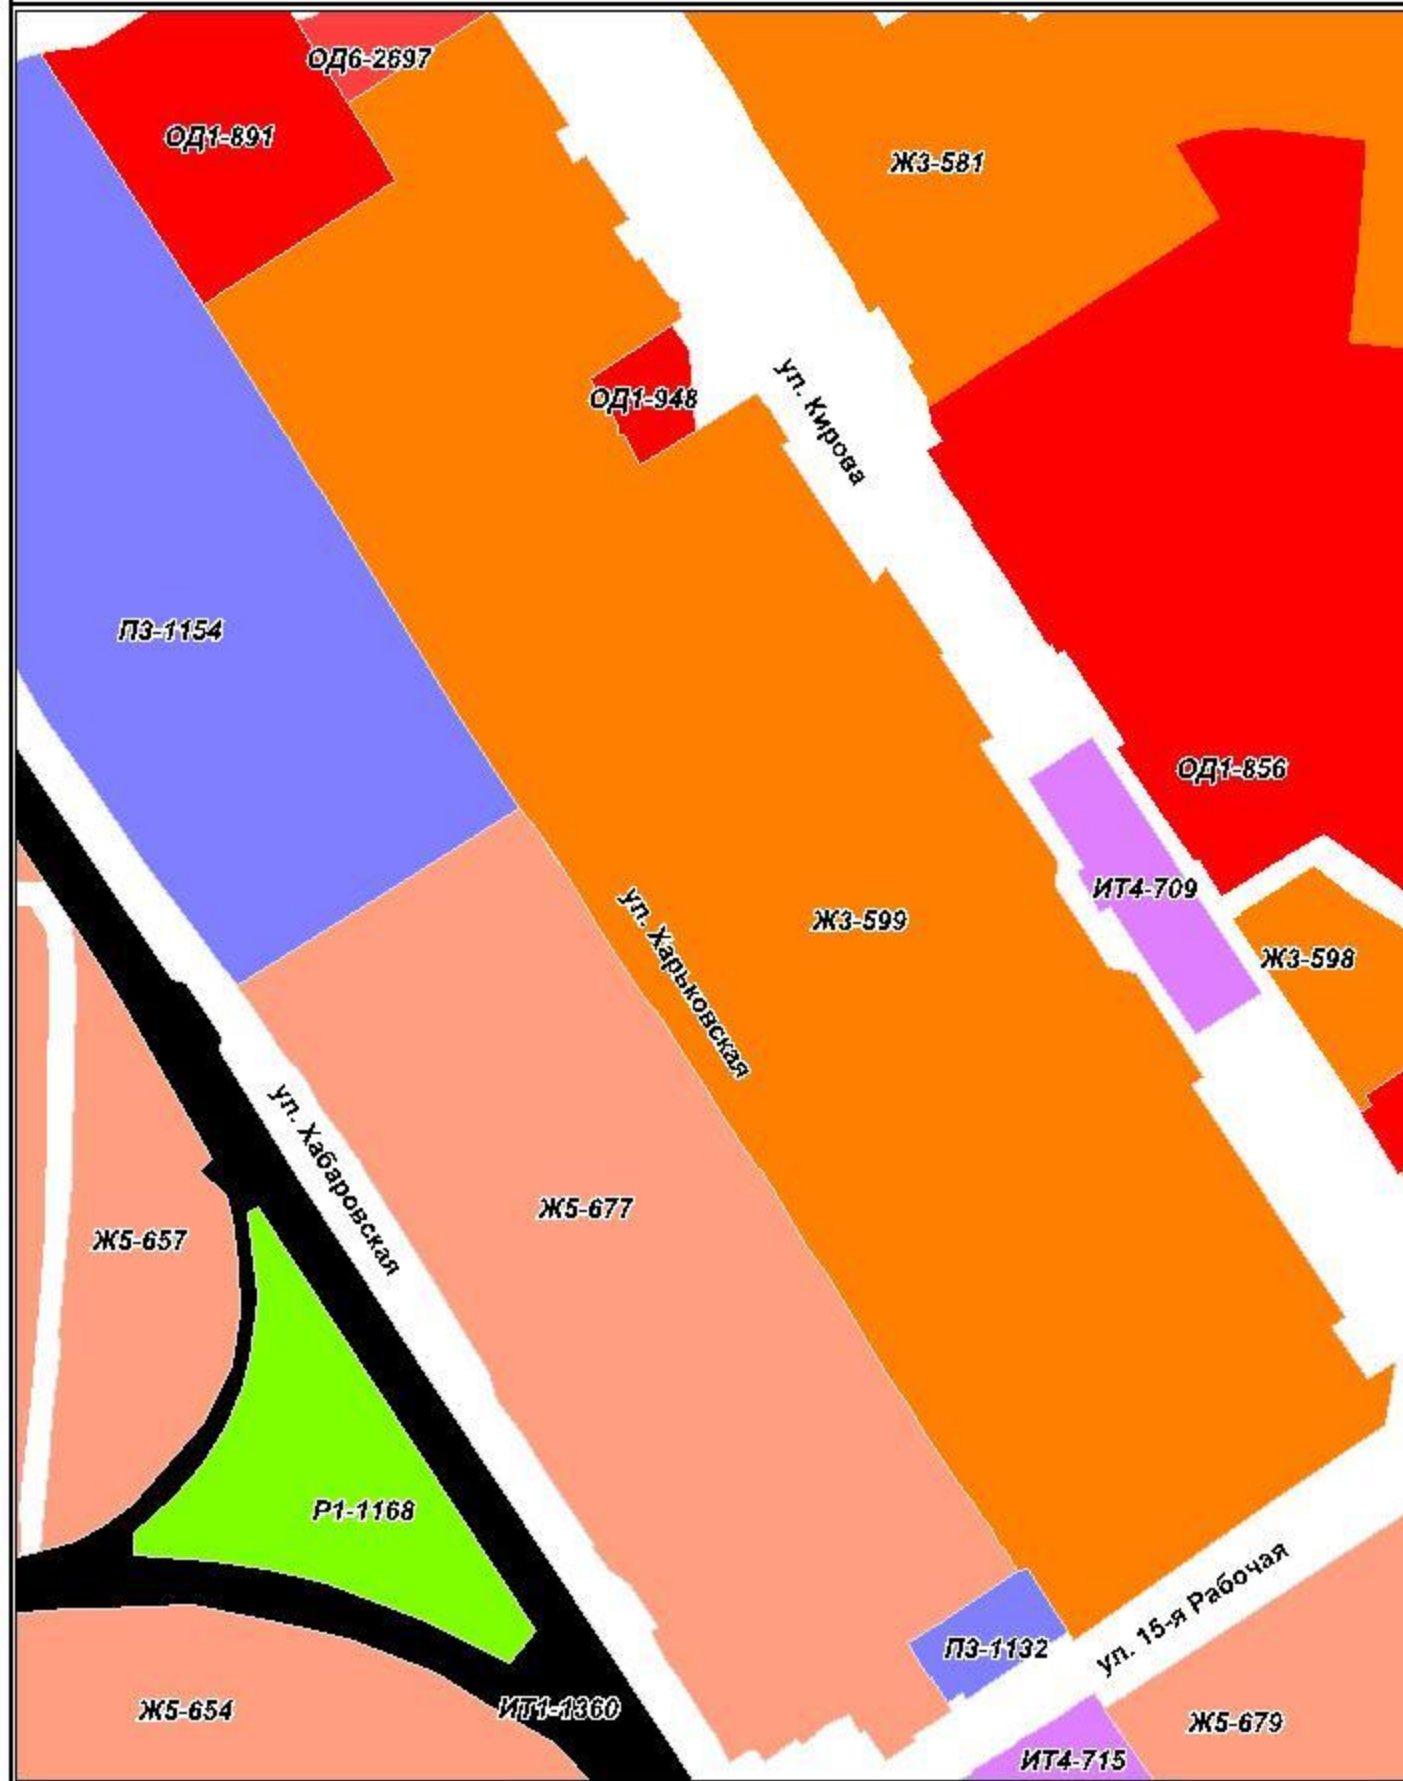 ОД6-2697
ОД1-891
Ж3-581
ул. Кирова
ОД1-948
П3-1154
ОД1-856
ИТ4-709
Ж3-599
ул. Харьковская
Ж3-598
ул. Хабаровская
Ж5-677
Ж5-657
Р1-1168
ул. 15-я Рабочая
П3-1132
Ж5-654
ИТ1-1360
Ж5-679
ИТ4-715